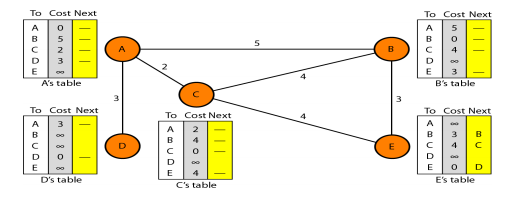 To Cost Next
A 0 —
B 5 —
C 2 —
D 3 —
E ∞
A's table
To Cost Next
A 5 —
B 0 —
C 4 —
D ∞
E 3 —
B's table
A
5
B
2
4
C
3
4
3
D
E
To Cost Next
A 3 —
B ∞
C ∞
D 0 —
E ∞
D's table
To Cost Next
A 2 —
B 4 —
C 0 —
D ∞
E 4 —
C's table
To Cost Next
A ∞
B 3 B
C 4 C
D ∞
E 0 D
E's table